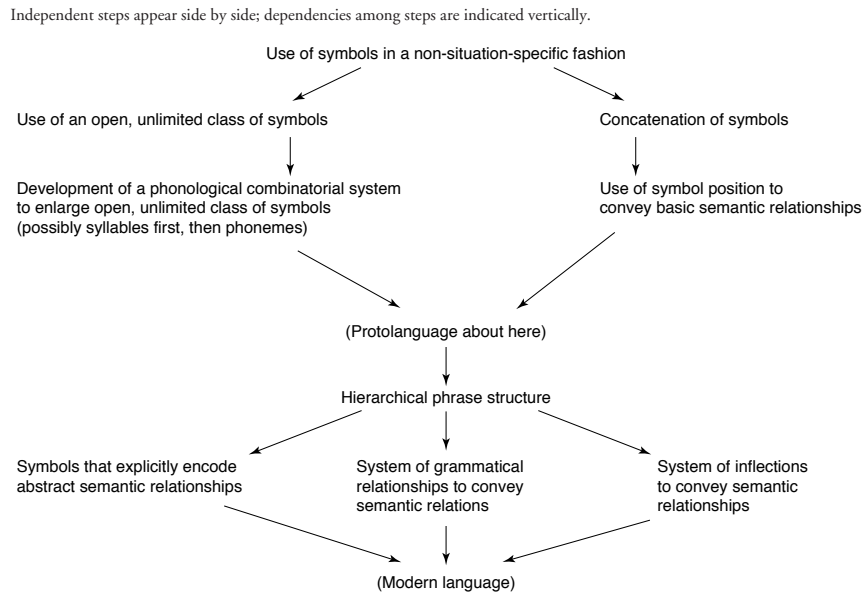 Independent steps appear side by side; dependencies among steps are indicated vertically.
Use of symbols in a non-situation-specific fashion
Use of an open, unlimited class of symbols
Concatenation of symbols
Development of a phonological combinatorial system
to enlarge open, unlimited class of symbols
(possibly syllables first, then phonemes)
Use of symbol position to
convey basic semantic relationships
(Protolanguage about here)
Hierarchical phrase structure
Symbols that explicitly encode
abstract semantic relationships
System of grammatical
relationships to convey
semantic relations
System of inflections
to convey semantic
relationships
(Modern language)